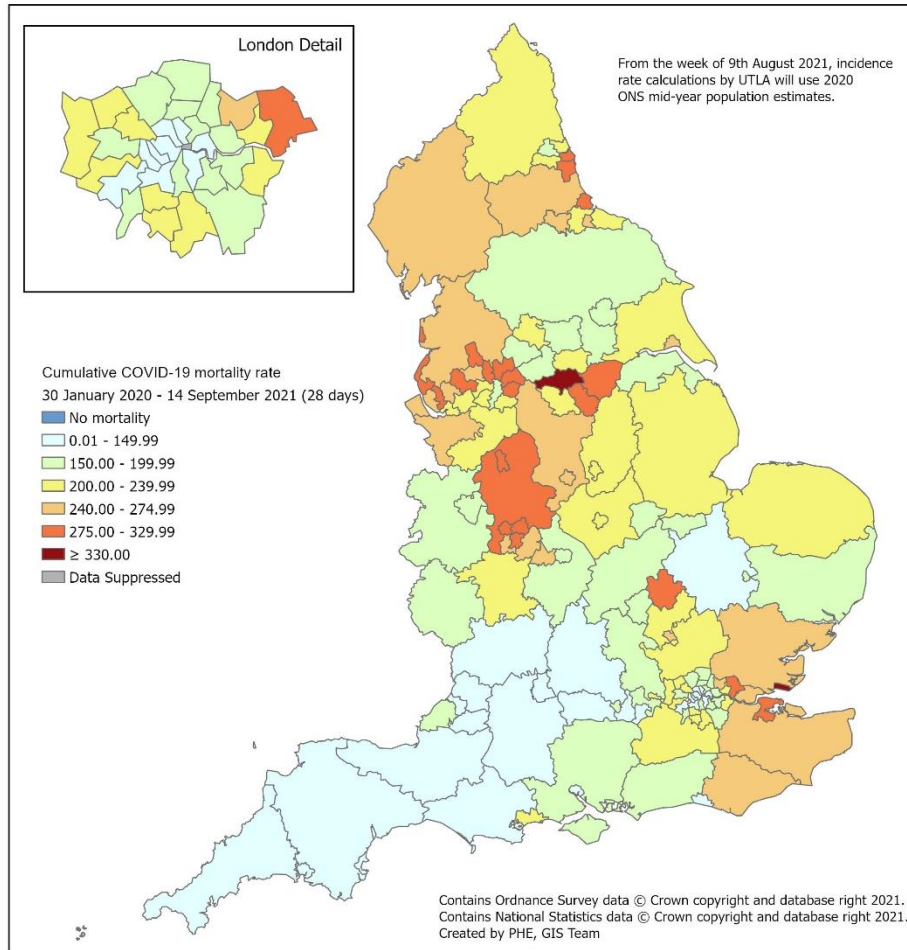 London Detail
From the week of 9th August 2021, incidence
rate calculations by UTLA will use 2020
ONS mid-year population estimates.
Cumulative COVID-19 mortality rate
30 January 2020 - 14 September 2021 (28 days)
No mortality
0.01 - 149.99
150.00 - 199.99
200.00 - 239.99
240.00 - 274.99
275.00 - 329.99
≥ 330.00
Data Suppressed
Contains Ordnance Survey data © Crown copyright and database right 2021.
Contains National Statistics data © Crown copyright and database right 2021.
Created by PHE, GIS Team